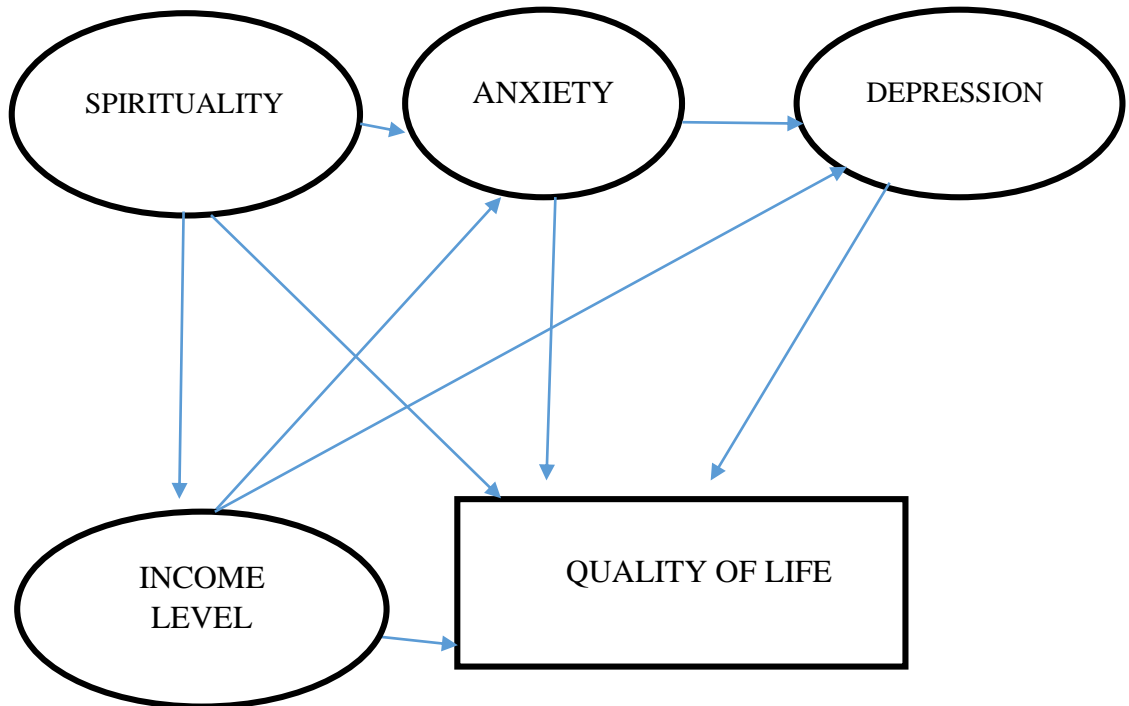 SPIRITUALITY
ANXIETY
DEPRESSION
INCOME
LEVEL
QUALITY OF LIFE